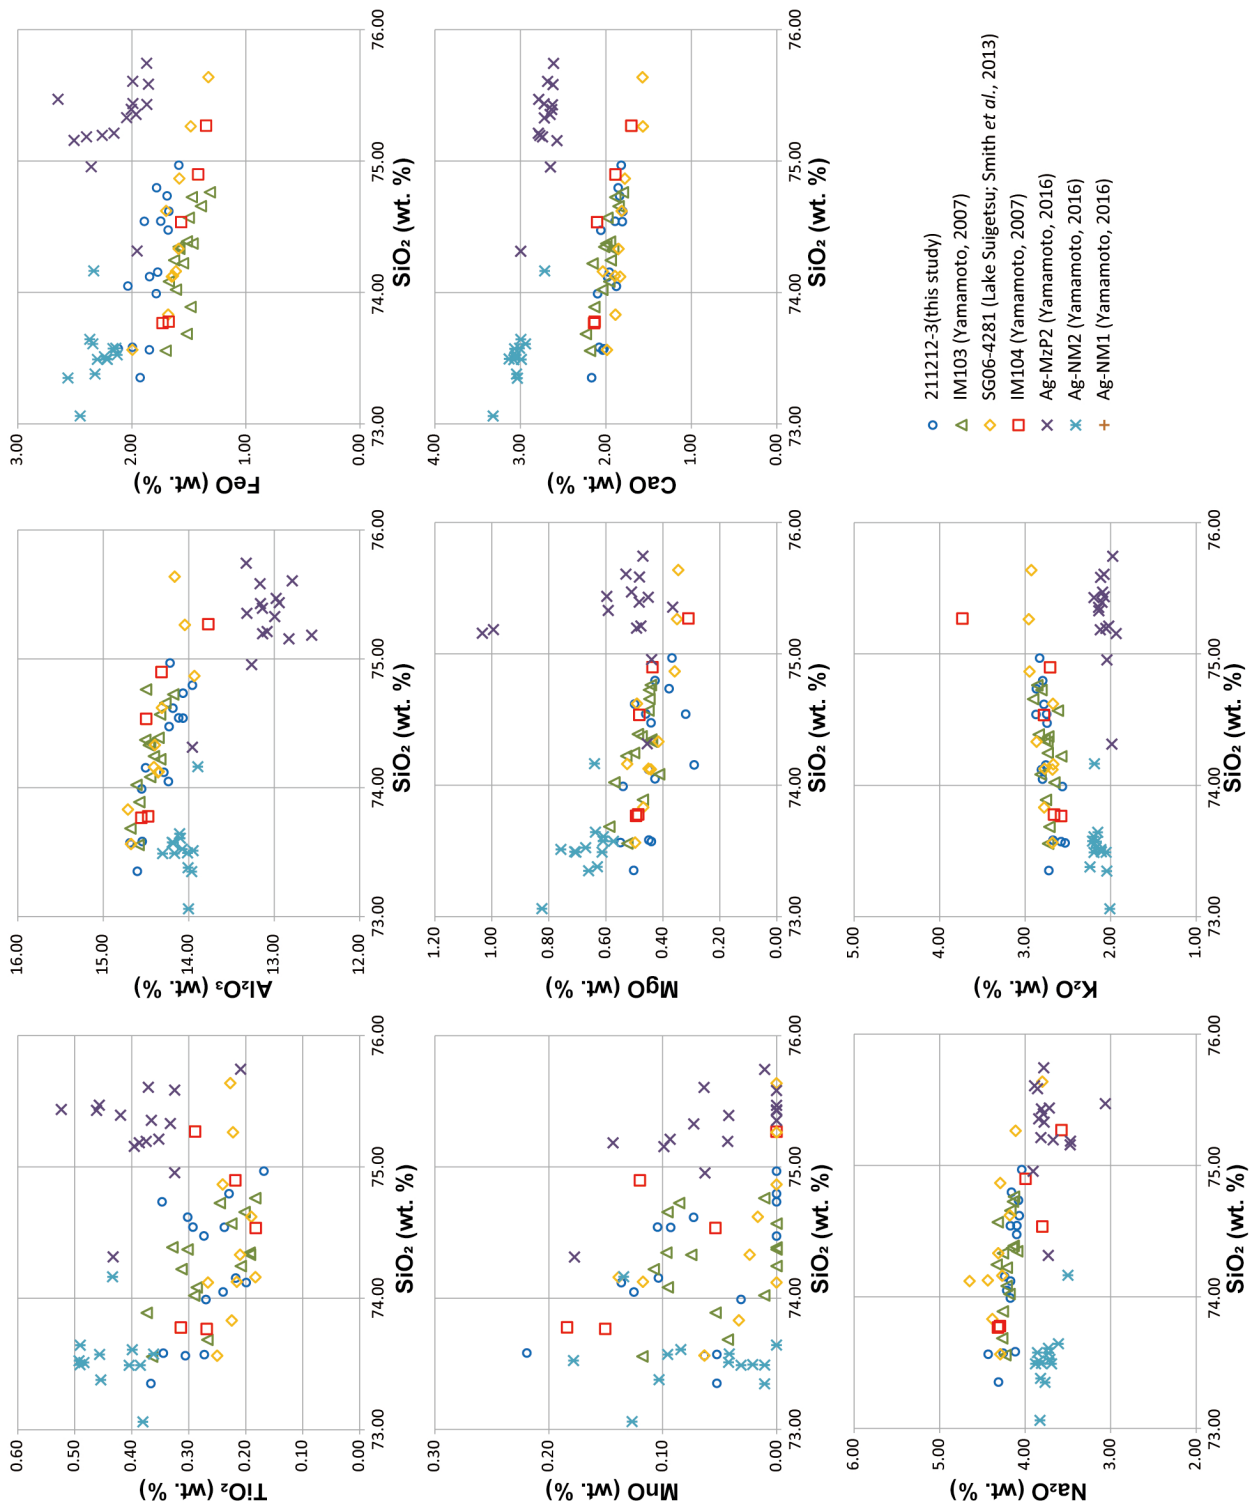 TiO₂ (wt. %)
0.60
0.50
0.40
0.30
0.20
0.10
0.00
73.00 74.00 75.00 76.00
SiO₂ (wt. %)
Al₂O₃ (wt. %)
16.00
15.00
14.00
13.00
12.00
73.00 74.00 75.00 76.00
SiO₂ (wt. %)
FeO (wt. %)
3.00
2.00
1.00
0.00
73.00 74.00 75.00 76.00
SiO₂ (wt. %)
MnO (wt. %)
0.30
0.20
0.10
0.00
73.00 74.00 75.00 76.00
SiO₂ (wt. %)
MgO (wt. %)
1.20
1.00
0.80
0.60
0.40
0.20
0.00
73.00 74.00 75.00 76.00
SiO₂ (wt. %)
CaO (wt. %)
4.00
3.00
2.00
1.00
0.00
73.00 74.00 75.00 76.00
SiO₂ (wt. %)
Na₂O (wt. %)
6.00
5.00
4.00
3.00
2.00
73.00 74.00 75.00 76.00
SiO₂ (wt. %)
K₂O (wt. %)
5.00
4.00
3.00
2.00
1.00
73.00 74.00 75.00 76.00
SiO₂ (wt. %)
211212-3(this study)
IM103 (Yamamoto, 2007)
SG06-4281 (Lake Suigetsu; Smith et al., 2013)
IM104 (Yamamoto, 2007)
Ag-MzP2 (Yamamoto, 2016)
Ag-NM2 (Yamamoto, 2016)
Ag-NM1 (Yamamoto, 2016)